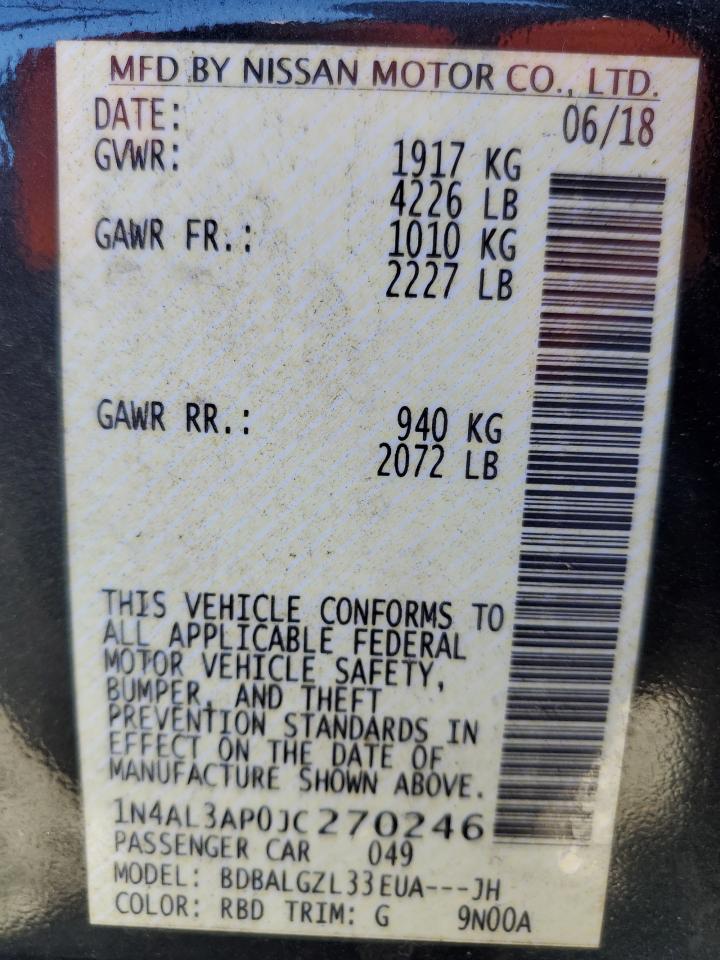 MFD BY NISSAN MOTOR CO., LTD.
DATE: 06/18
GVWR: 1917 KG
4226 LB
GAWR FR.: 1010 KG
2227 LB
GAWR RR.: 940 KG
2072 LB
THIS VEHICLE CONFORMS TO
ALL APPLICABLE FEDERAL
MOTOR VEHICLE SAFETY,
BUMPER, AND THEFT
PREVENTION STANDARDS IN
EFFECT ON THE DATE OF
MANUFACTURE SHOWN ABOVE.
1N4AL3AP0JC270246
PASSENGER CAR 049
MODEL: BDBALGZL33EUA---JH
COLOR: RBD TRIM: G 9N00A